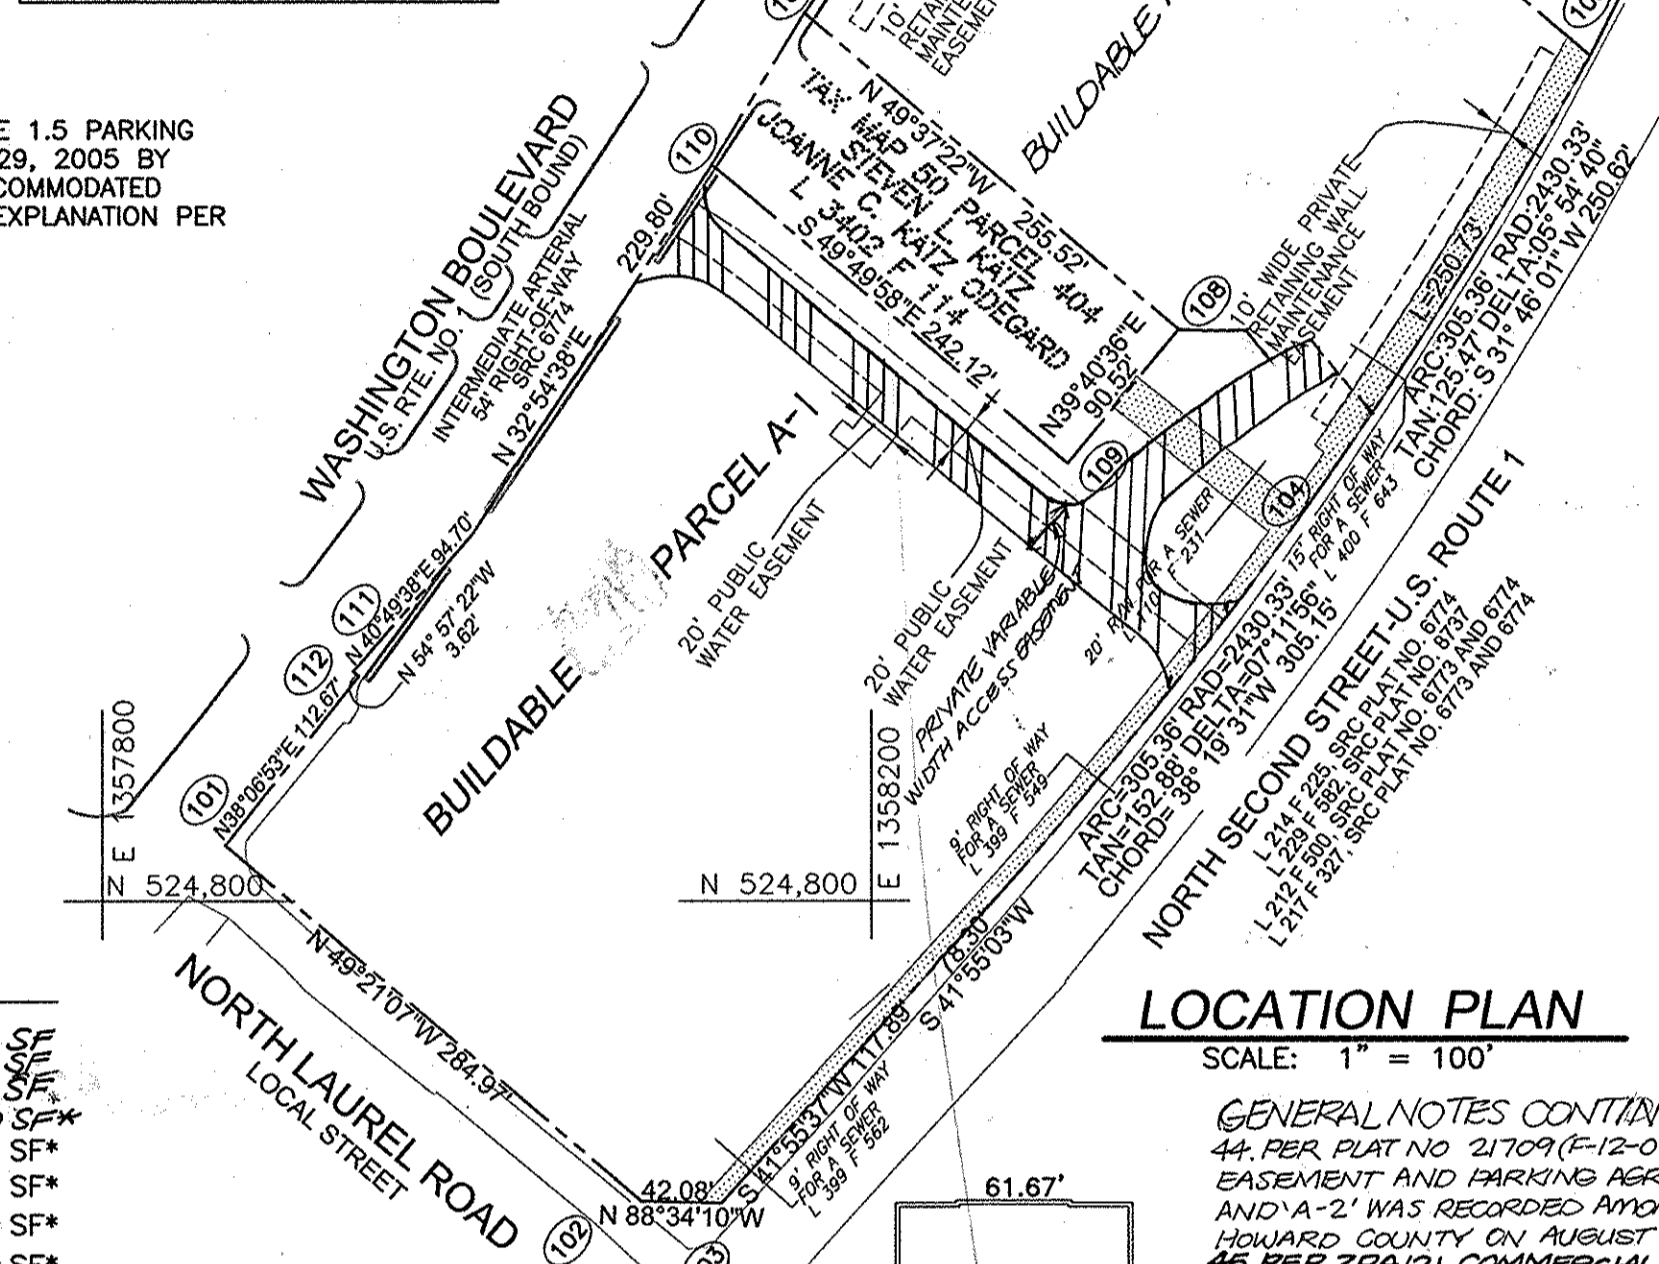 E 1.5 PARKING
29, 2005 BY
COMMODATED
EXPLANATION PER
10'
RETAI
MAINTE
EASEMEN
BUILDABLE
110
N 49°37'22"W 255.52'
TAX MAP 50 PARCEL 404
STEVEN L. KATZ
JOANNE C. KATZ ODEGARD
L 3402 F 114
S 49°49'58"E 242.12'
108
N39°40'36"E
90.52'
109
10' WIDE PRIVATE
RETAINING WALL
MAINTENANCE
EASEMENT
L=250.73'
ARC:305.36' RAD:2430.33'
TAN:125.47' DELTA:05° 54' 40"
CHORD: S 31° 46' 01" W 250.62'
WASHINGTON BOULEVARD
U.S. RTE. NO. 1 (SOUTH BOUND)
INTERMEDIATE ARTERIAL
54' RIGHT-OF-WAY
SRC 6774
229.80'
N 32°54'38"E
BUILDABLE PARCEL A-1
20' PUBLIC
WATER EASEMENT
20' PUBLIC
WATER EASEMENT
PRIVATE VARIABLE
WIDTH ACCESS EASEMENT
104
15' RIGHT OF WAY
FOR A SEWER
L 400 F 643
20' R/W FOR A SEWER
F 231
111
N 40°49'38"E 94.70'
N 54° 57' 22"W
3.62'
112
N38°06'53"E 112.67'
101
E 1357800
N 524,800
N 524,800
E 1358200
9' RIGHT OF WAY
FOR A SEWER
L 399 F 549
ARC=305.36' RAD=2430.33'
TAN=152.88' DELTA=07°11'56"
CHORD= 38° 19' 31"W 305.15'
NORTH SECOND STREET-U.S. ROUTE 1
L 214 F 225, SRC PLAT NO. 6774
L 229 F 582, SRC PLAT NO. 8737
L 212 F 500, SRC PLAT NO. 6773 AND 6774
L 217 F 327, SRC PLAT NO. 6773 AND 6774
78.30'
S 41°55'03"W
S 41°55'37"W 117.89'
9' RIGHT OF WAY
FOR A SEWER
L 399 F 562
N 49°21'07"W 284.97'
NORTH LAUREL ROAD
LOCAL STREET
42.08'
N 88°34'10"W
102
61.67'
LOCATION PLAN
SCALE: 1" = 100'
GENERAL NOTES CONTIN
44. PER PLAT NO 21709 (F-12-0
EASEMENT AND PARKING AGR
AND 'A-2' WAS RECORDED AMO
HOWARD COUNTY ON AUGUST
SF
SF
SF
SF*
SF*
SF*
SF*
SF*